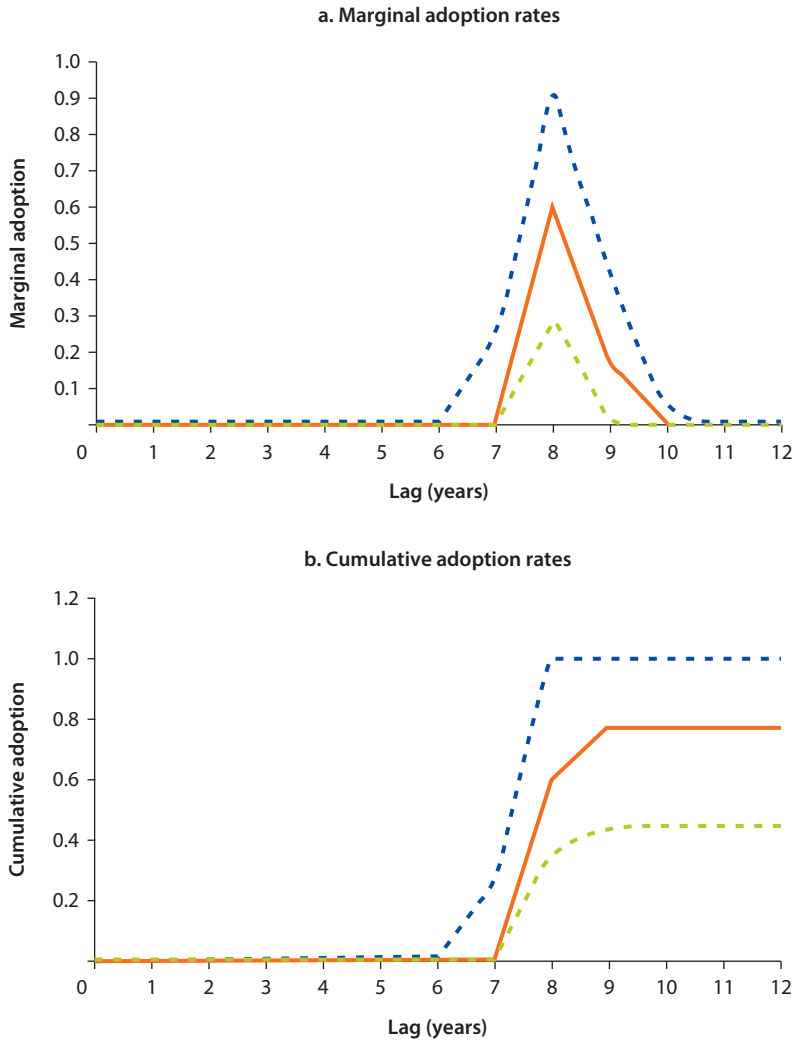 a. Marginal adoption rates
1.0
0.9
0.8
0.7
0.6
0.5
0.4
0.3
0.2
0.1
Marginal adoption
0 1 2 3 4 5 6 7 8 9 10 11 12
Lag (years)
b. Cumulative adoption rates
1.2
1.0
0.8
0.6
0.4
0.2
Cumulative adoption
0 1 2 3 4 5 6 7 8 9 10 11 12
Lag (years)